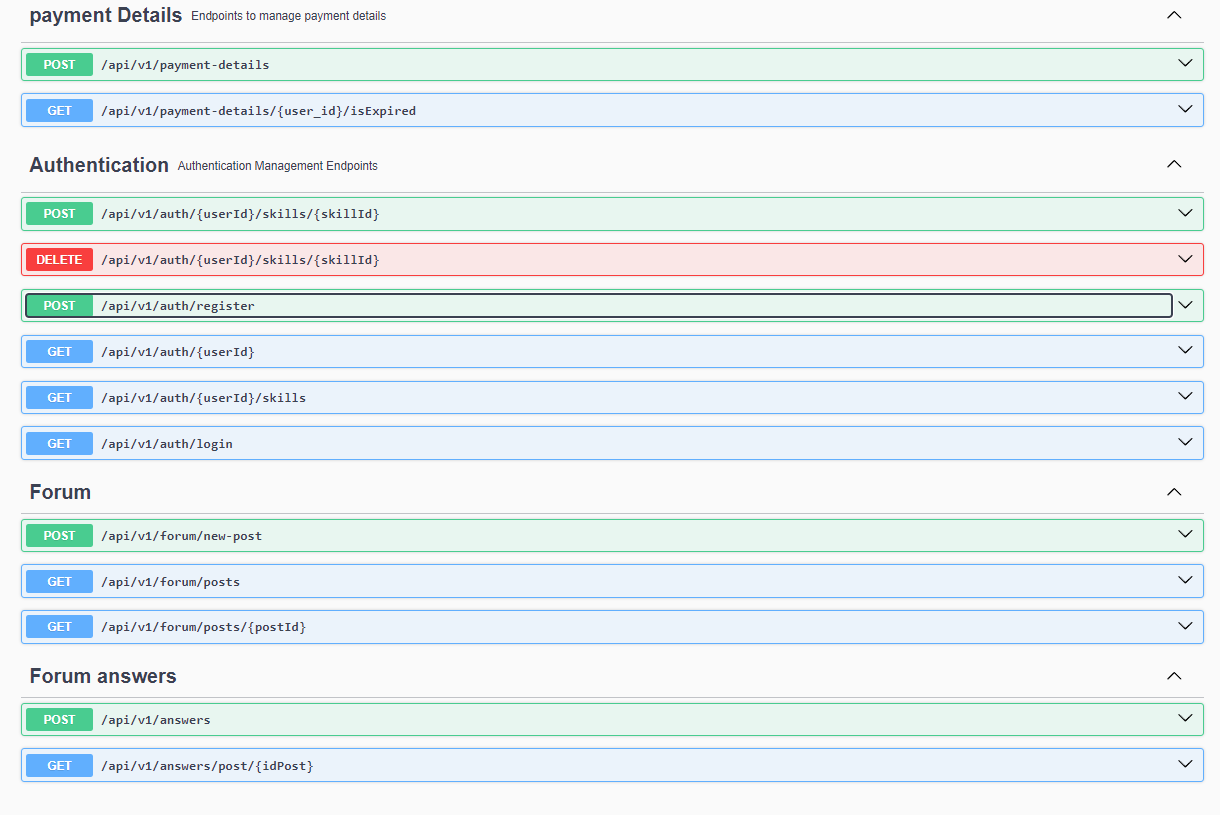 payment Details Endpoints to manage payment details
POST /api/v1/payment-details
GET /api/v1/payment-details/{user_id}/isExpired
Authentication Authentication Management Endpoints
POST /api/v1/auth/{userId}/skills/{skillId}
DELETE /api/v1/auth/{userId}/skills/{skillId}
POST /api/v1/auth/register
GET /api/v1/auth/{userId}
GET /api/v1/auth/{userId}/skills
GET /api/v1/auth/login
Forum
POST /api/v1/forum/new-post
GET /api/v1/forum/posts
GET /api/v1/forum/posts/{postId}
Forum answers
POST /api/v1/answers
GET /api/v1/answers/post/{idPost}